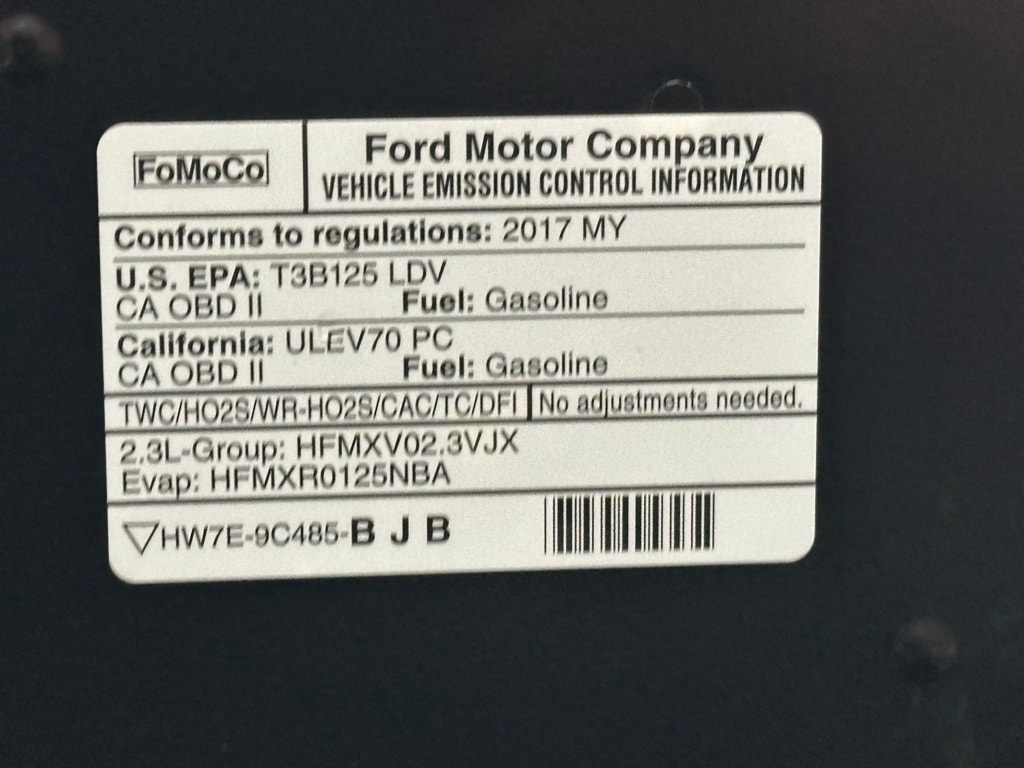 FoMoCo
Ford Motor Company
VEHICLE EMISSION CONTROL INFORMATION
Conforms to regulations: 2017 MY
U.S. EPA: T3B125 LDV
CA OBD II Fuel: Gasoline
California: ULEV70 PC
CA OBD II Fuel: Gasoline
TWC/HO2S/WR-HO2S/CAC/TC/DFI No adjustments needed.
2.3L-Group: HFMXV02.3VJX
Evap: HFMXR0125NBA
▽HW7E-9C485-B J B